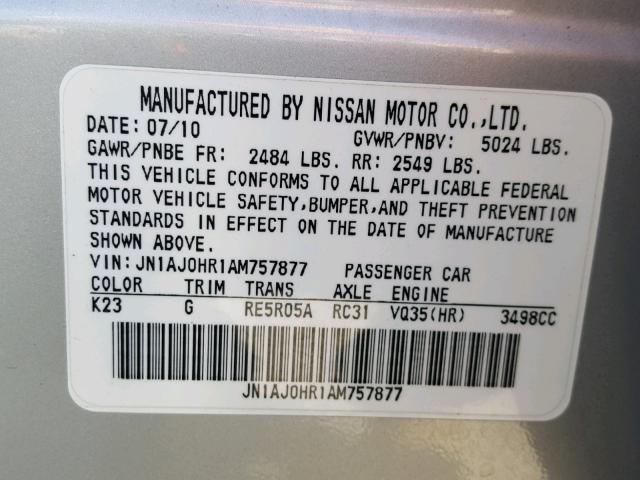 MANUFACTURED BY NISSAN MOTOR CO.,LTD.
DATE: 07/10 GVWR/PNBV: 5024 LBS.
GAWR/PNBE FR: 2484 LBS. RR: 2549 LBS.
THIS VEHICLE CONFORMS TO ALL APPLICABLE FEDERAL
MOTOR VEHICLE SAFETY,BUMPER,AND THEFT PREVENTION
STANDARDS IN EFFECT ON THE DATE OF MANUFACTURE
SHOWN ABOVE.
VIN:JN1AJ0HR1AM757877 PASSENGER CAR
COLOR TRIM TRANS AXLE ENGINE
K23 G RE5R05A RC31 VQ35(HR) 3498CC
JN1AJ0HR1AM757877